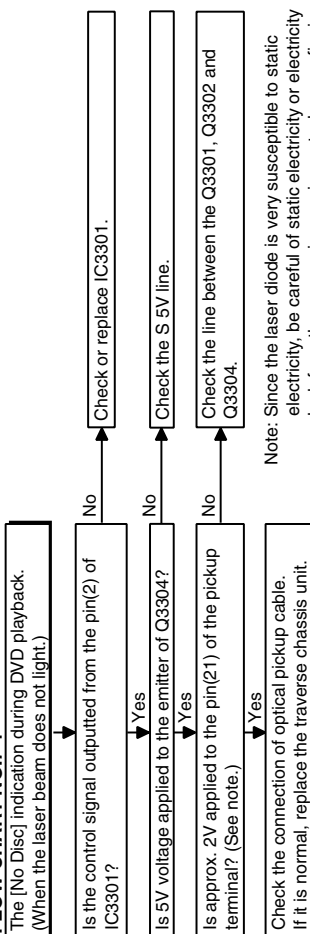 The [No Disc] indication during DVD playback.
(When the laser beam does not light.)
Is the control signal outputted from the pin(2) of
IC3301?
No
Check or replace IC3301.
Yes
Is 5V voltage applied to the emitter of Q3304?
No
Check the S 5V line.
Yes
Is approx. 2V applied to the pin(21) of the pickup
terminal? (See note.)
No
Check the line between the Q3301, Q3302 and
Q3304.
Check the connection of optical pickup cable.
If it is normal, replace the traverse chassis unit.
Note: Since the laser diode is very susceptible to static
electricity, be careful of static electricity or electricity